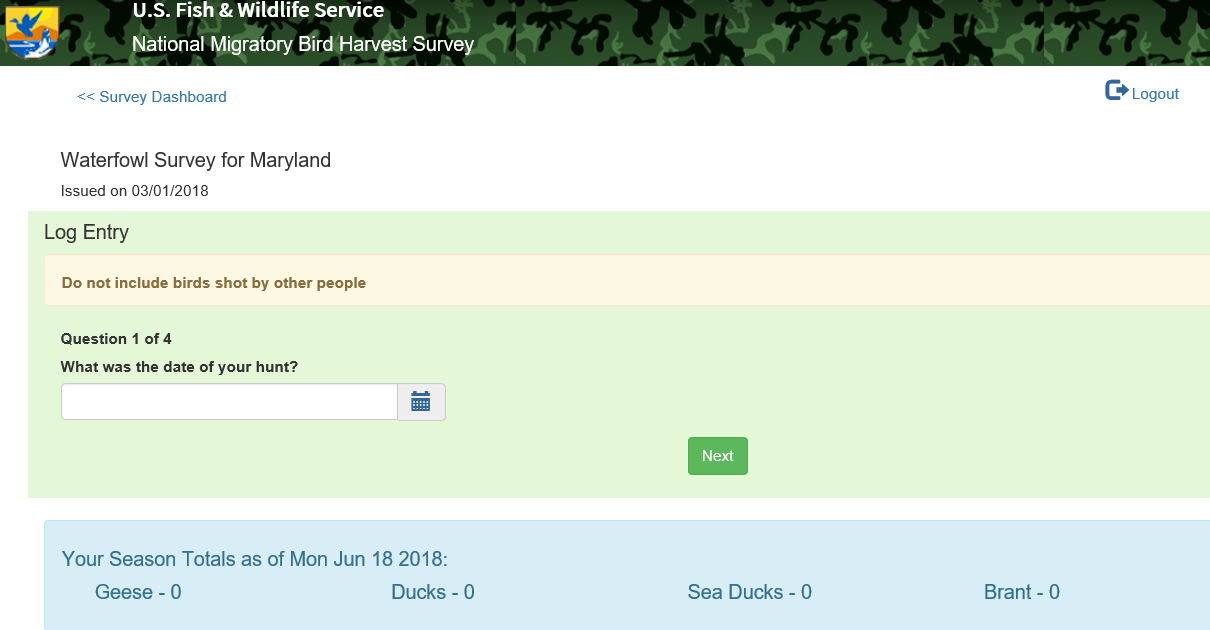 U.S. Fish & Wildlife Service
National Migratory Bird Harvest Survey
<< Survey Dashboard
Logout
Waterfowl Survey for Maryland
Issued on 03/01/2018
Log Entry
Do not include birds shot by other people
Question 1 of 4
What was the date of your hunt?
Next
Your Season Totals as of Mon Jun 18 2018:
Geese - 0 Ducks - 0 Sea Ducks - 0 Brant - 0